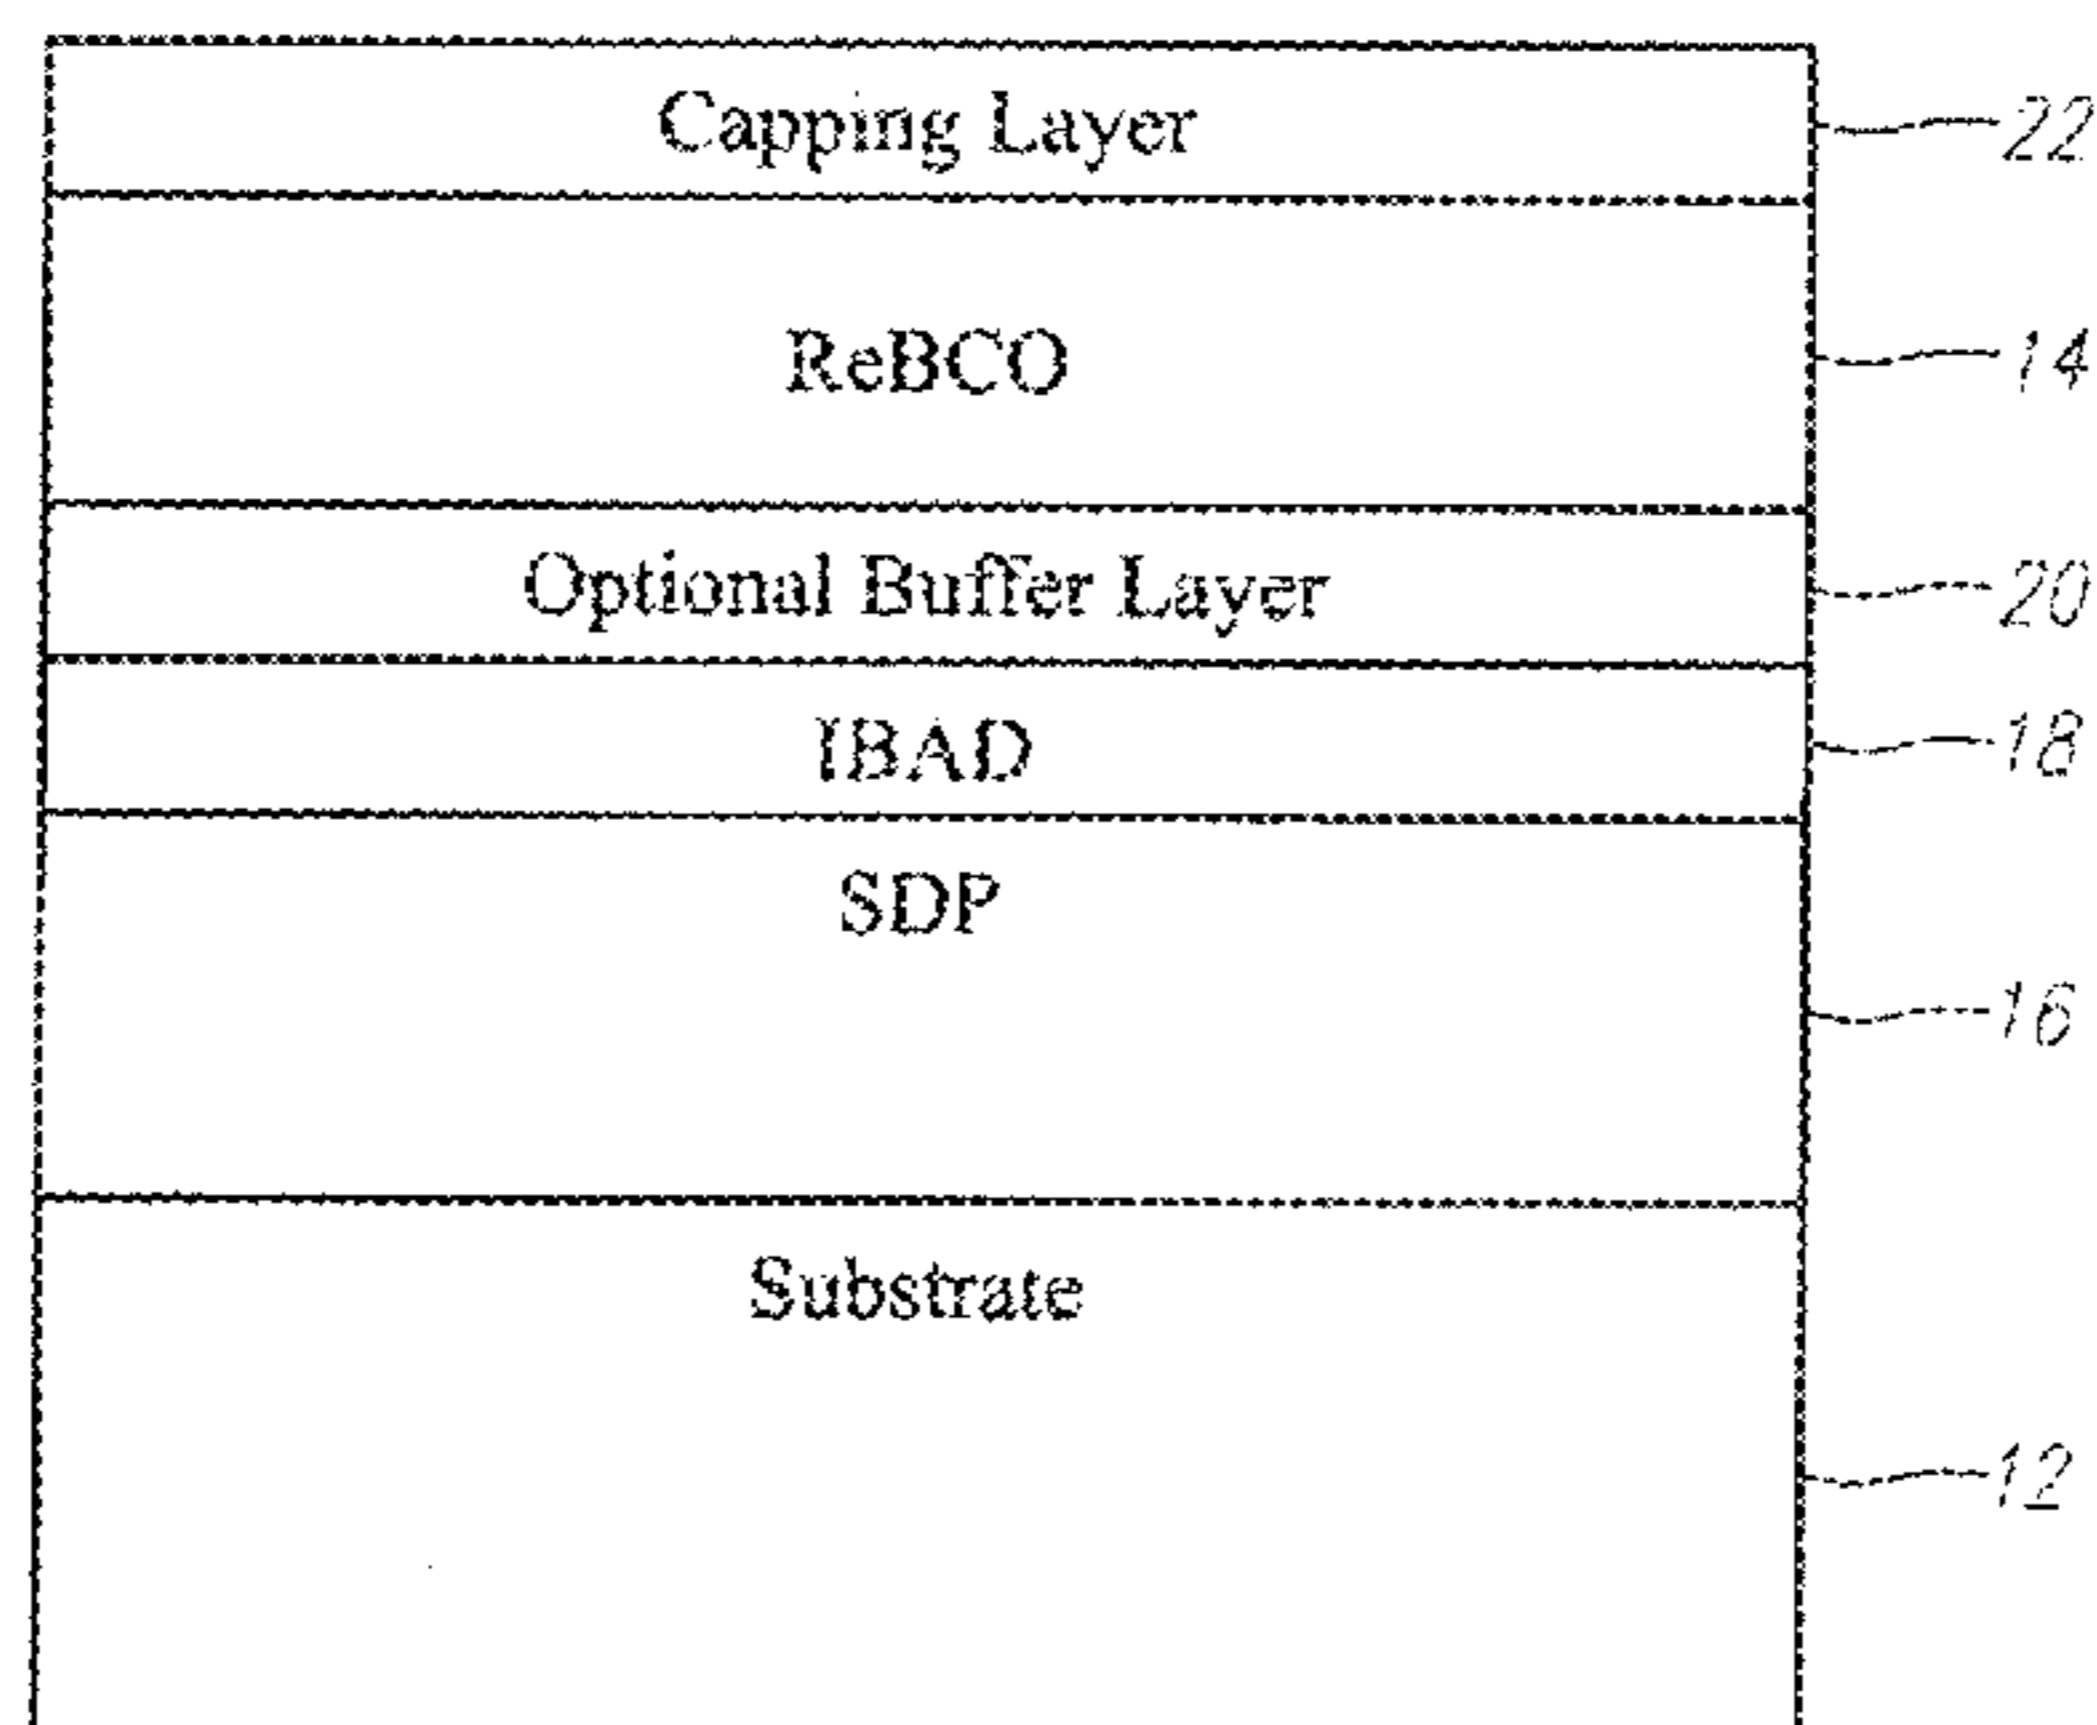 Capping Layer 22
ReBCO 14
Optional Buffer Layer 20
IBAD 18
SDP
16
Substrate
12